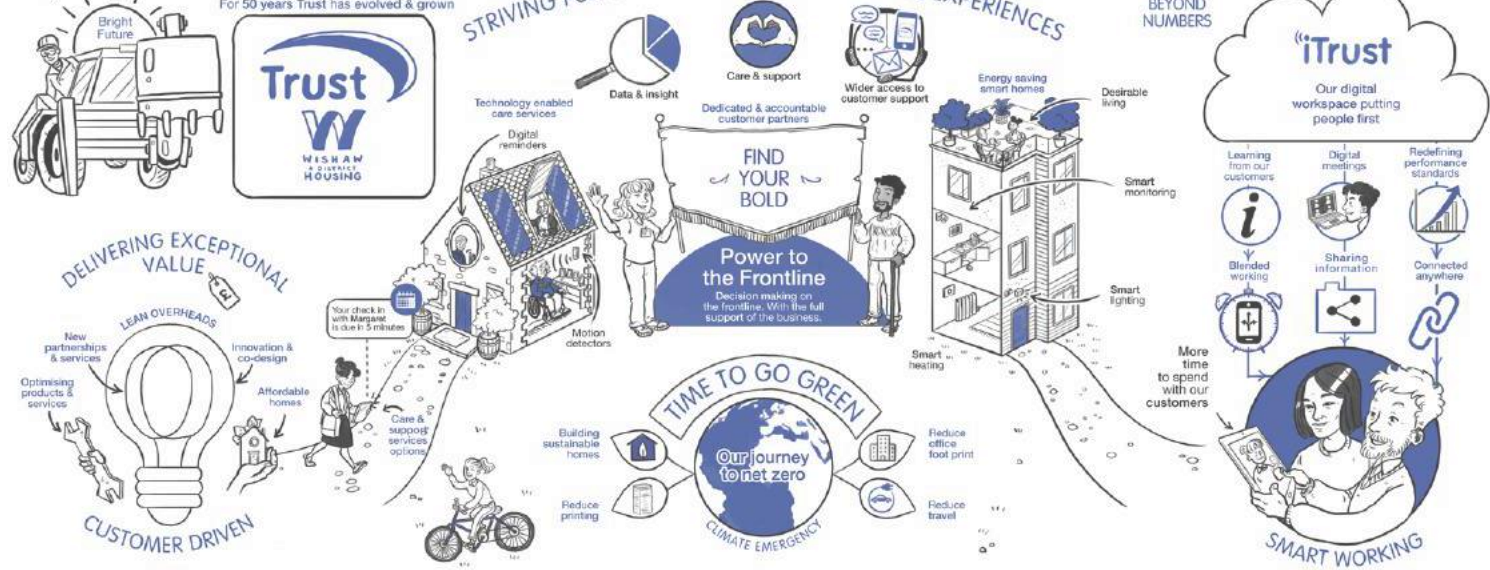 For 50 years Trust has evolved & grown
Bright
Future
Trust
W
WISHAW
& DISTRICT
HOUSING
STRIVING
EXPERIENCES
Data & insight
Care & support
Wider access to
customer support
BEYOND
NUMBERS
iTrust
Our digital
workspace putting
people first
Learning
from our
customers
Digital
meetings
Redefining
performance
standards
Blended
working
Sharing
information
Connected
anywhere
More
time
to spend
with our
customers
SMART WORKING
Technology enabled
care services
Digital
reminders
Your check in
with Margaret
is due in 5 minutes
Motion
detectors
Care &
support
services
options
Dedicated & accountable
customer partners
FIND
YOUR
BOLD
Power to
the Frontline
Decision making on
the frontline. With the full
support of the business.
Energy saving
smart homes
Desirable
living
Smart
monitoring
Smart
lighting
Smart
heating
DELIVERING EXCEPTIONAL
VALUE
LEAN OVERHEADS
New
partnerships
& services
Innovation &
co-design
Optimising
products &
services
Affordable
homes
CUSTOMER DRIVEN
TIME TO GO GREEN
Building
sustainable
homes
Reduce
printing
Our journey
to net zero
Reduce
office
foot print
Reduce
travel
CLIMATE EMERGENCY